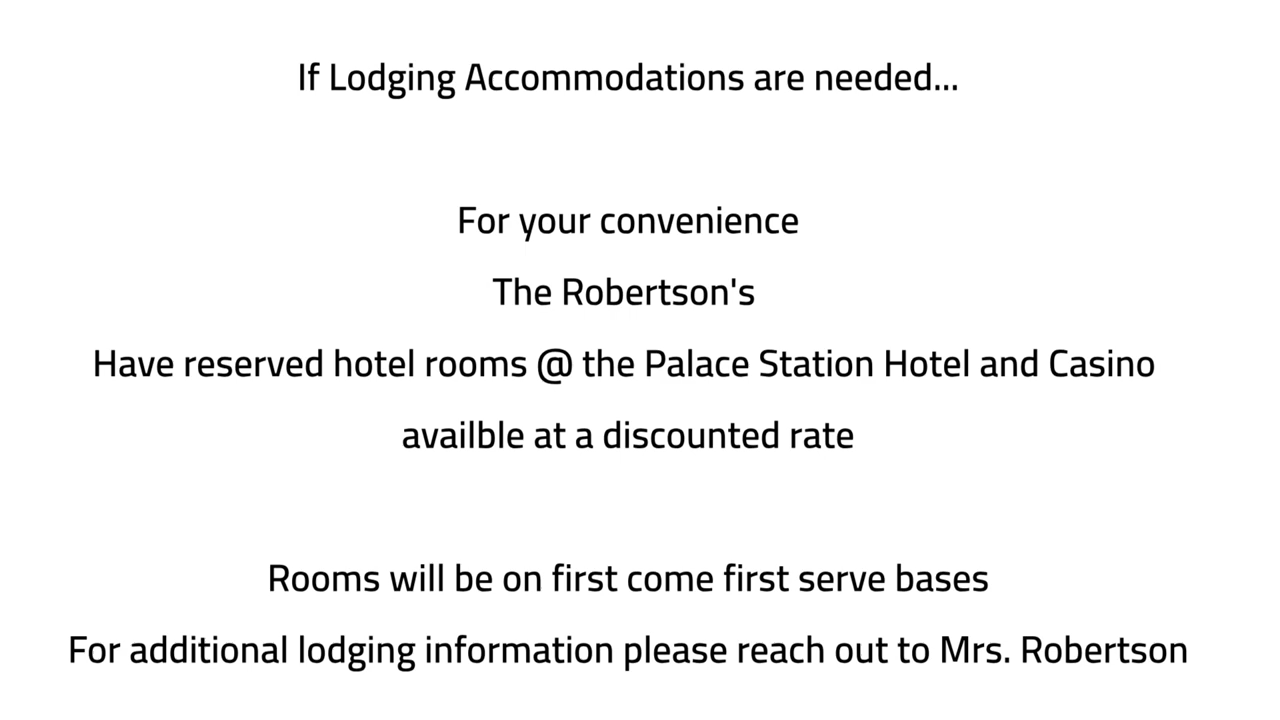 If Lodging Accommodations are needed...
For your convenience
The Robertson's
Have reserved hotel rooms @ the Palace Station Hotel and Casino
availble at a discounted rate
Rooms will be on first come first serve bases
For additional lodging information please reach out to Mrs. Robertson